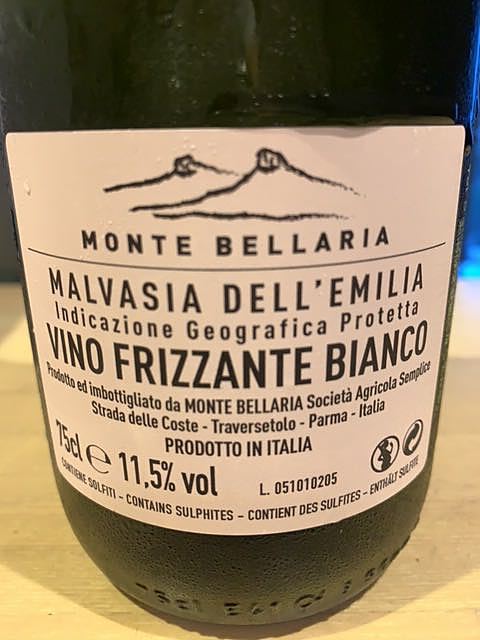 MONTE BELLARIA
MALVASIA DELL'EMILIA
Indicazione Geografica Protetta
VINO FRIZZANTE BIANCO
Prodotto ed imbottigliato da MONTE BELLARIA Società Agricola Semplice
Strada delle Coste - Traversetolo - Parma - Italia
PRODOTTO IN ITALIA
75cl e 11,5% vol
L. 051010205
CONTIENE SOLFITI - CONTAINS SULPHITES - CONTIENT DES SULFITES - ENTHÄLT SULFITE